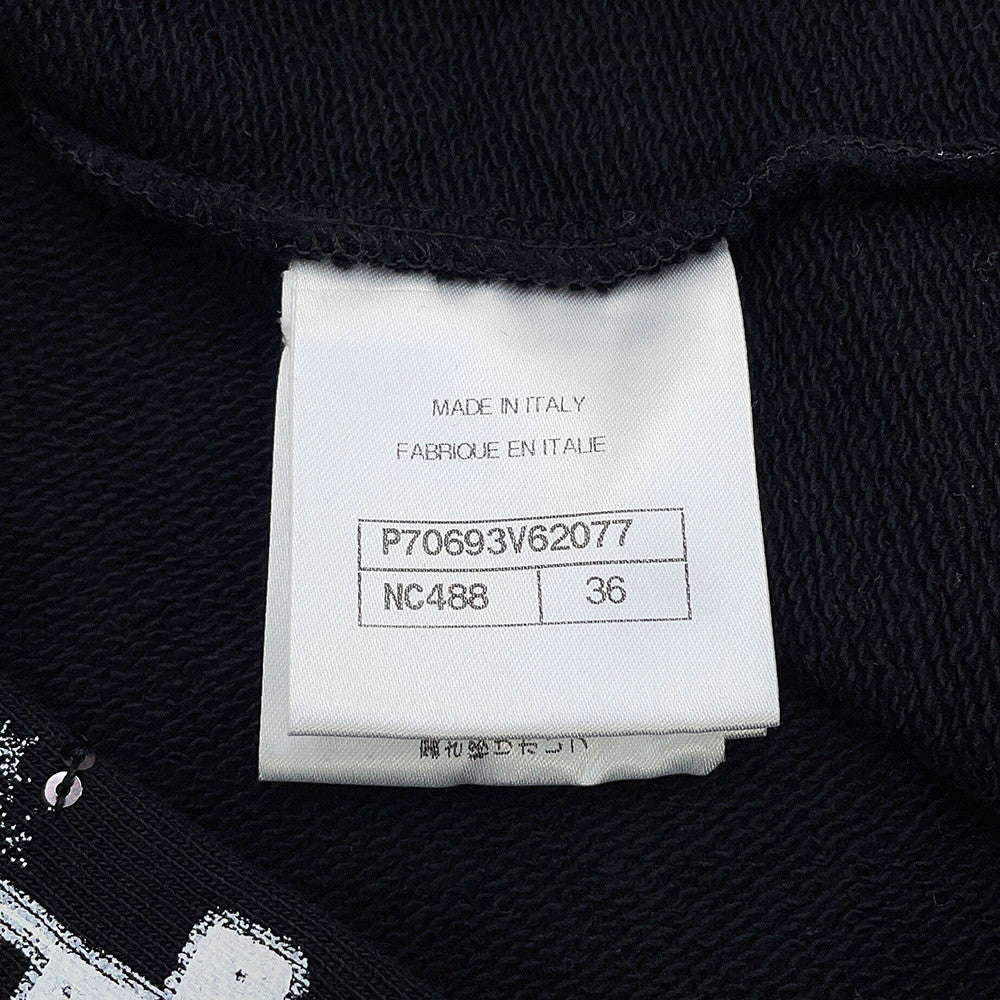 MADE IN ITALY
FABRIQUE EN ITALIE
P70693V62077
NC488 36